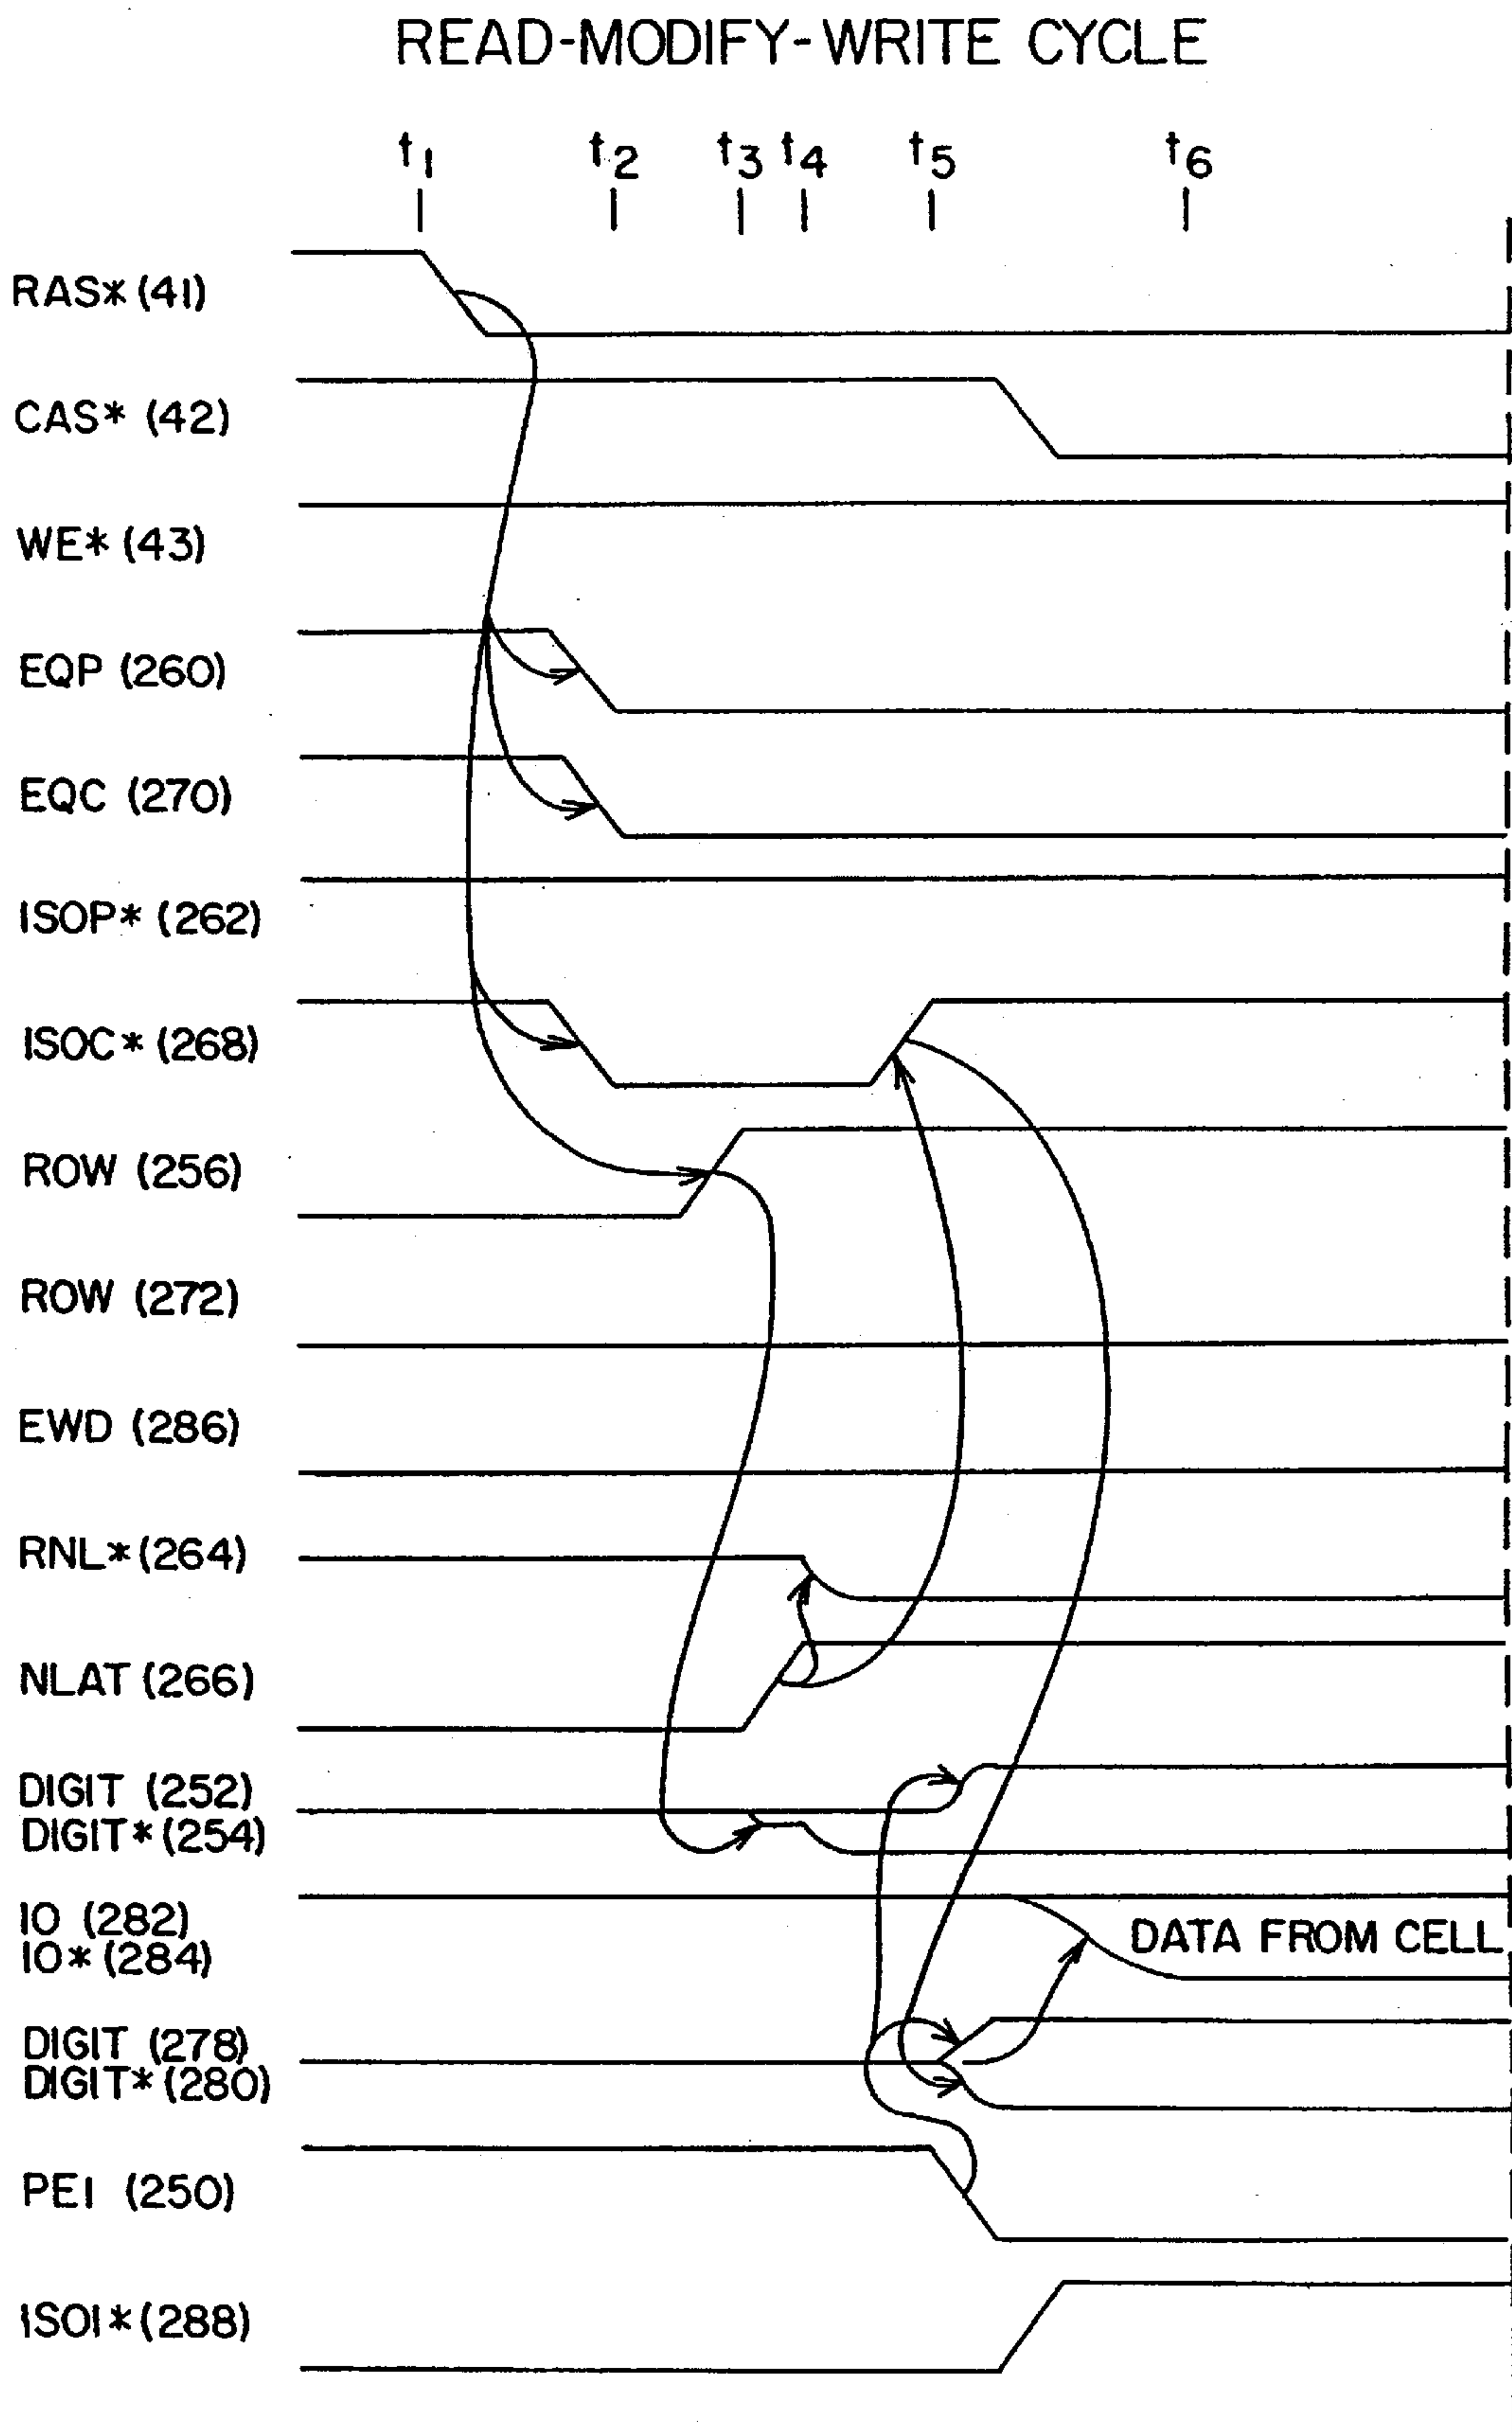 READ-MODIFY-WRITE CYCLE
t1 t2 t3 t4 t5 t6
RAS* (41)
CAS* (42)
WE* (43)
EQP (260)
EQC (270)
ISOP* (262)
ISOC* (268)
ROW (256)
ROW (272)
EWD (286)
RNL* (264)
NLAT (266)
DIGIT (252)
DIGIT* (254)
IO (282)
IO* (284)
DATA FROM CELL
DIGIT (278)
DIGIT* (280)
PEI (250)
ISOI* (288)